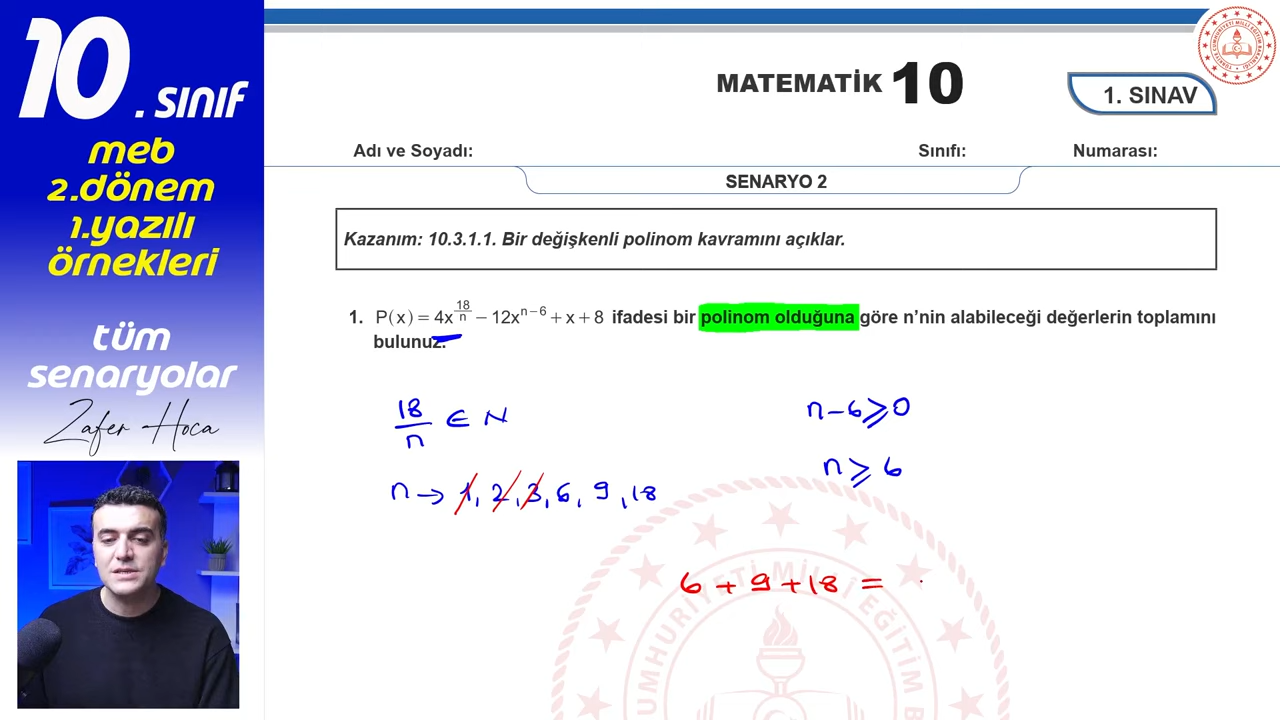 10. SINIF
meb
2.dönem
1.yazılı
örnekleri
tüm
senaryolar
Zafer Hoca
MATEMATİK 10
1. SINAV
Adı ve Soyadı: Sınıfı: Numarası:
SENARYO 2
Kazanım: 10.3.1.1. Bir değişkenli polinom kavramını açıklar.
1. P(x) = 4x^(18/n) − 12x^(n−6) + x + 8 ifadesi bir polinom olduğuna göre n’nin alabileceği değerlerin toplamını
bulunuz.
18/n ∈ N
n → 1, 2, 3, 6, 9, 18
n − 6 ≥ 0
n ≥ 6
6 + 9 + 18 =